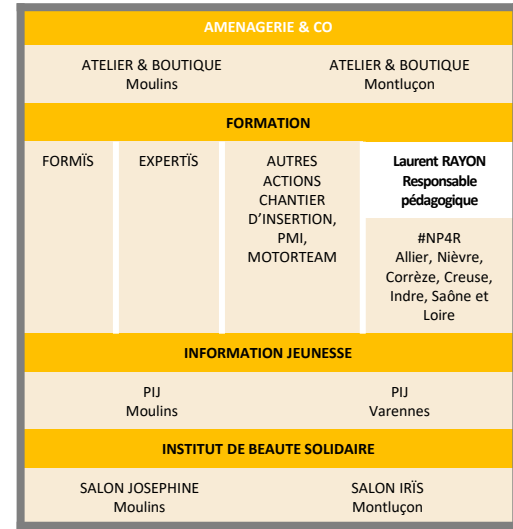 AMENAGERIE & CO
ATELIER & BOUTIQUE
Moulins
ATELIER & BOUTIQUE
Montluçon
FORMATION
FORMÏS
EXPERTÏS
AUTRES
ACTIONS
CHANTIER
D’INSERTION,
PMI,
MOTORTEAM
Laurent RAYON
Responsable
pédagogique
#NP4R
Allier, Nièvre,
Corrèze, Creuse,
Indre, Saône et
Loire
INFORMATION JEUNESSE
PIJ
Moulins
PIJ
Varennes
INSTITUT DE BEAUTE SOLIDAIRE
SALON JOSEPHINE
Moulins
SALON IRÏS
Montluçon